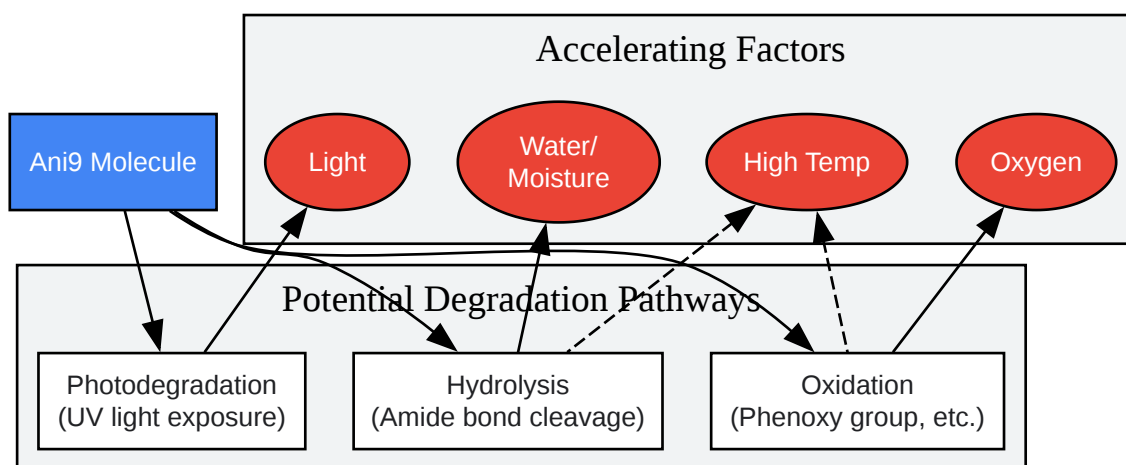 Accelerating Factors
Ani9 Molecule
Light
Water/
Moisture
High Temp
Oxygen
Potential Degradation Pathways
Photodegradation
(UV light exposure)
Hydrolysis
(Amide bond cleavage)
Oxidation
(Phenoxy group, etc.)